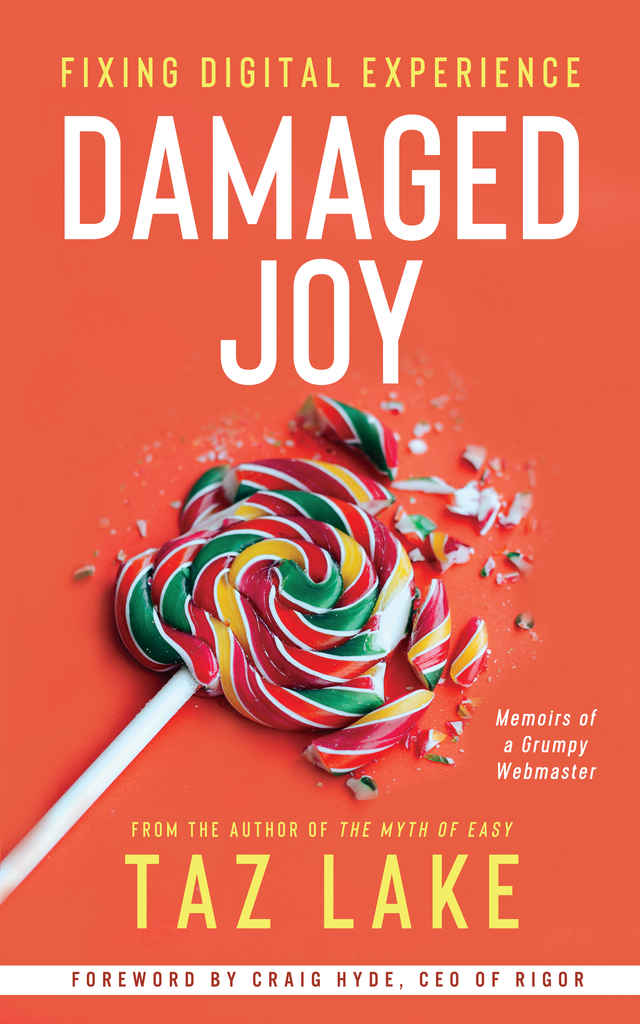 FIXING DIGITAL EXPERIENCE
DAMAGED
JOY
Memoirs of
a Grumpy
Webmaster
FROM THE AUTHOR OF THE MYTH OF EASY
TAZ LAKE
FOREWORD BY CRAIG HYDE, CEO OF RIGOR